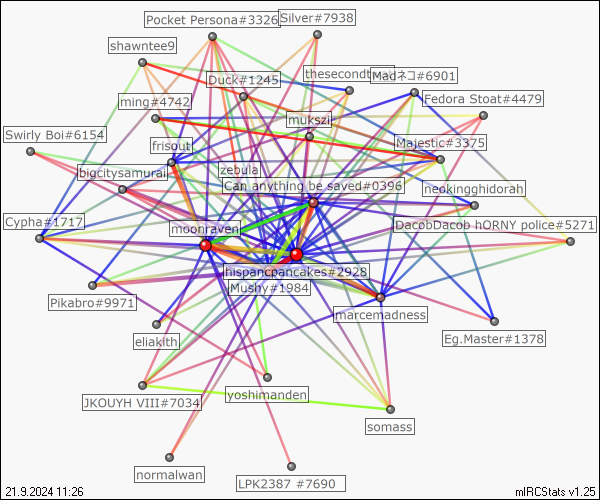 Pocket Persona#3326
Silver#7938
shawntee9
Duck#1245
Madネコ#6901
ming#4742
Fedora Stoat#4479
mukszi
Swirly Boi#6154
frisout
Majestic#3375
bigcitysamurai
zebula
Can anything be saved#0396
neokingghidorah
Cypha#1717
moonraven
DacobDacob hORNY police#5271
hispancpancakes#2928
Mushy#1984
Pikabro#9971
marcemadness
eliakith
Eg.Master#1378
yoshimanden
JKOUYH VIII#7034
somass
normalwan
LPK2387 #7690
21.9.2024 11:26
mIRCStats v1.25